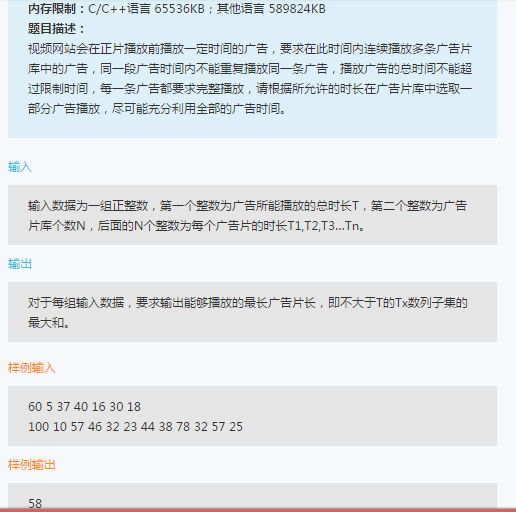 内存限制：C/C++语言 65536KB；其他语言 589824KB
题目描述：
视频网站会在正片播放前播放一定时间的广告，要求在此时间内连续播放多条广告片
库中的广告，同一段广告时间内不能重复播放同一条广告，播放广告的总时间不能超
过限制时间，每一条广告都要求完整播放，请根据所允许的时长在广告片库中选取一
部分广告播放，尽可能充分利用全部的广告时间。
输入
输入数据为一组正整数，第一个整数为广告所能播放的总时长T，第二个整数为广告
片库个数N，后面的N个整数为每个广告片的时长T1,T2,T3...Tn。
输出
对于每组输入数据，要求输出能够播放的最长广告片长，即不大于T的Tx数列子集的
最大和。
样例输入
60 5 37 40 16 30 18
100 10 57 46 32 23 44 38 78 32 57 25
样例输出
58